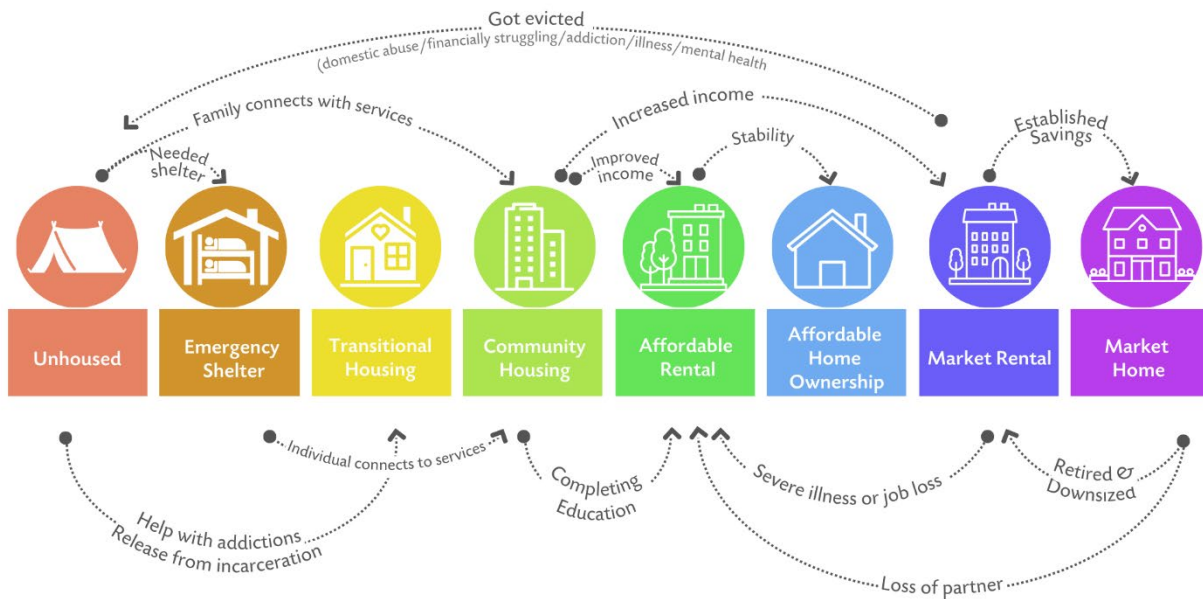 Got evicted
(domestic abuse/financially struggling/addiction/illness/mental health
Family connects with services
Increased income
Established
Savings
Needed
shelter
Improved
income
Stability
Unhoused
Emergency
Shelter
Transitional
Housing
Community
Housing
Affordable
Rental
Affordable
Home
Ownership
Market Rental
Market
Home
Individual connects to services
Completing
Education
Severe illness or job loss
Retired &
Downsized
Help with addictions
Release from incarceration
Loss of partner